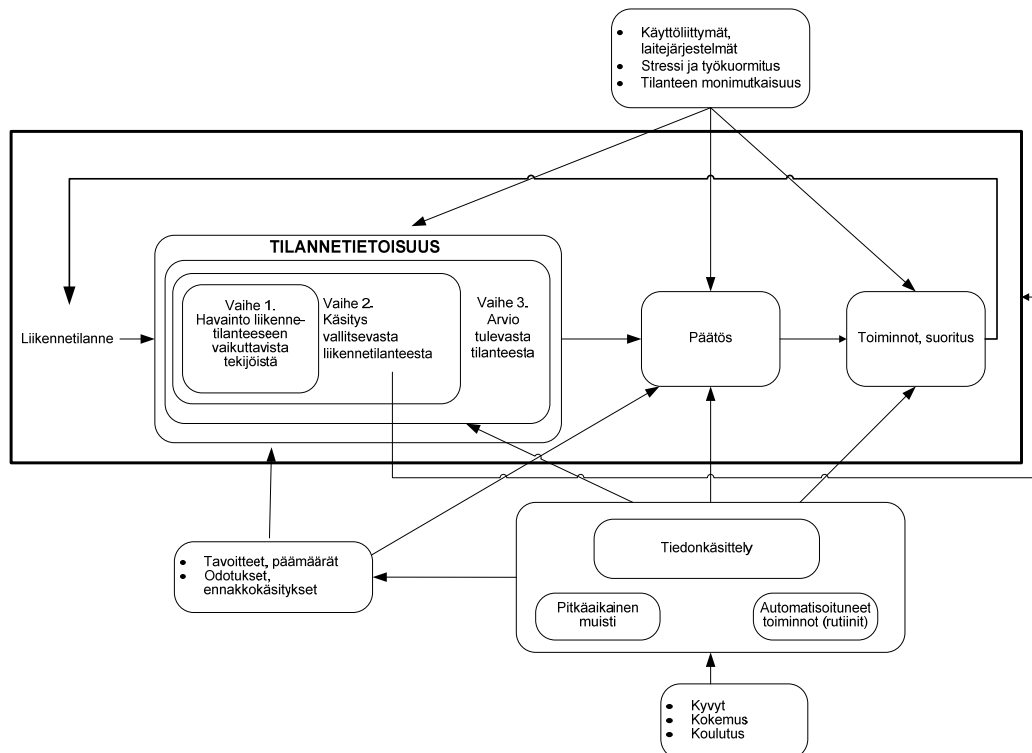 • Käyttöliittymät,
laitejärjestelmät
• Stressi ja työkuormitus
• Tilanteen monimutkaisuus
TILANNETIETOISUUS
Liikennetilanne
Vaihe 1.
Havainto liikenne-
tilanteeseen
vaikuttavista
tekijöistä
Vaihe 2.
Käsitys
vallitsevasta
liikennetilanteesta
Vaihe 3.
Arvio
tulevasta
tilanteesta
Päätös
Toiminnot, suoritus
• Tavoitteet, päämäärät
• Odotukset,
ennakkokäsitykset
Tiedonkäsittely
Pitkäaikainen
muisti
Automatisoituneet
toiminnot (rutiinit)
• Kyvyt
• Kokemus
• Koulutus